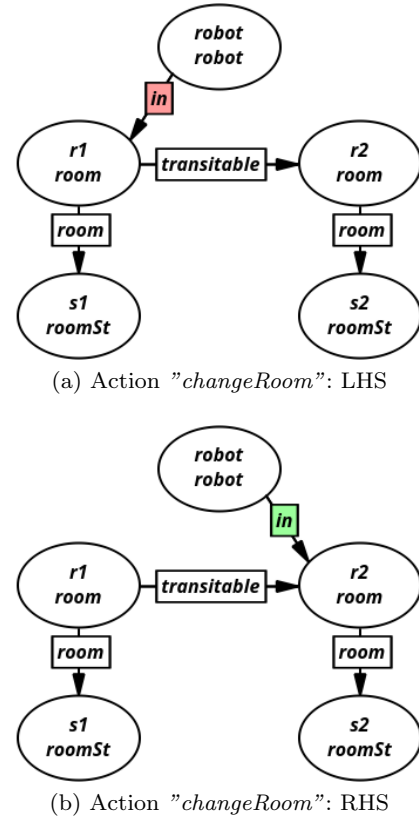 robot
robot
in
r1
room
transitable
r2
room
room
room
s1
roomSt
s2
roomSt
(a) Action "changeRoom": LHS
robot
robot
in
r1
room
transitable
r2
room
room
room
s1
roomSt
s2
roomSt
(b) Action "changeRoom": RHS